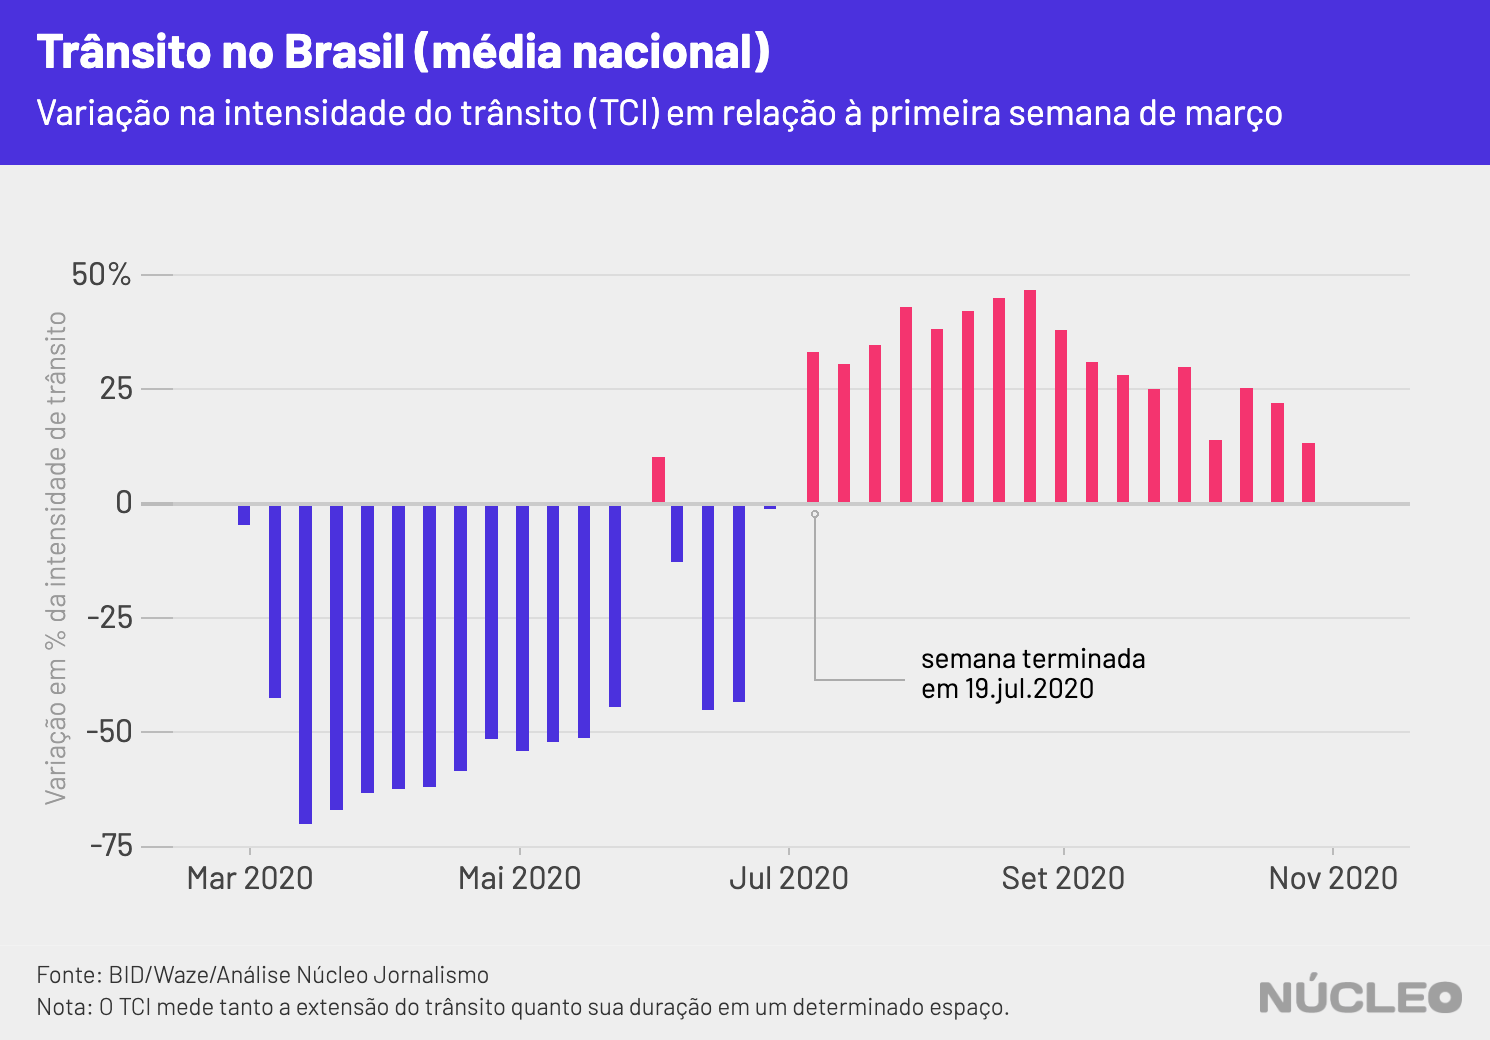 Trânsito no Brasil (média nacional)
Variação na intensidade do trânsito (TCI) em relação à primeira semana de março
Variação em % da intensidade de trânsito
50%
25
0
-25
-50
-75
semana terminada
em 19.jul.2020
Mar 2020
Mai 2020
Jul 2020
Set 2020
Nov 2020
Fonte: BID/Waze/Análise Núcleo Jornalismo
Nota: O TCI mede tanto a extensão do trânsito quanto sua duração em um determinado espaço.
NÚCLEO